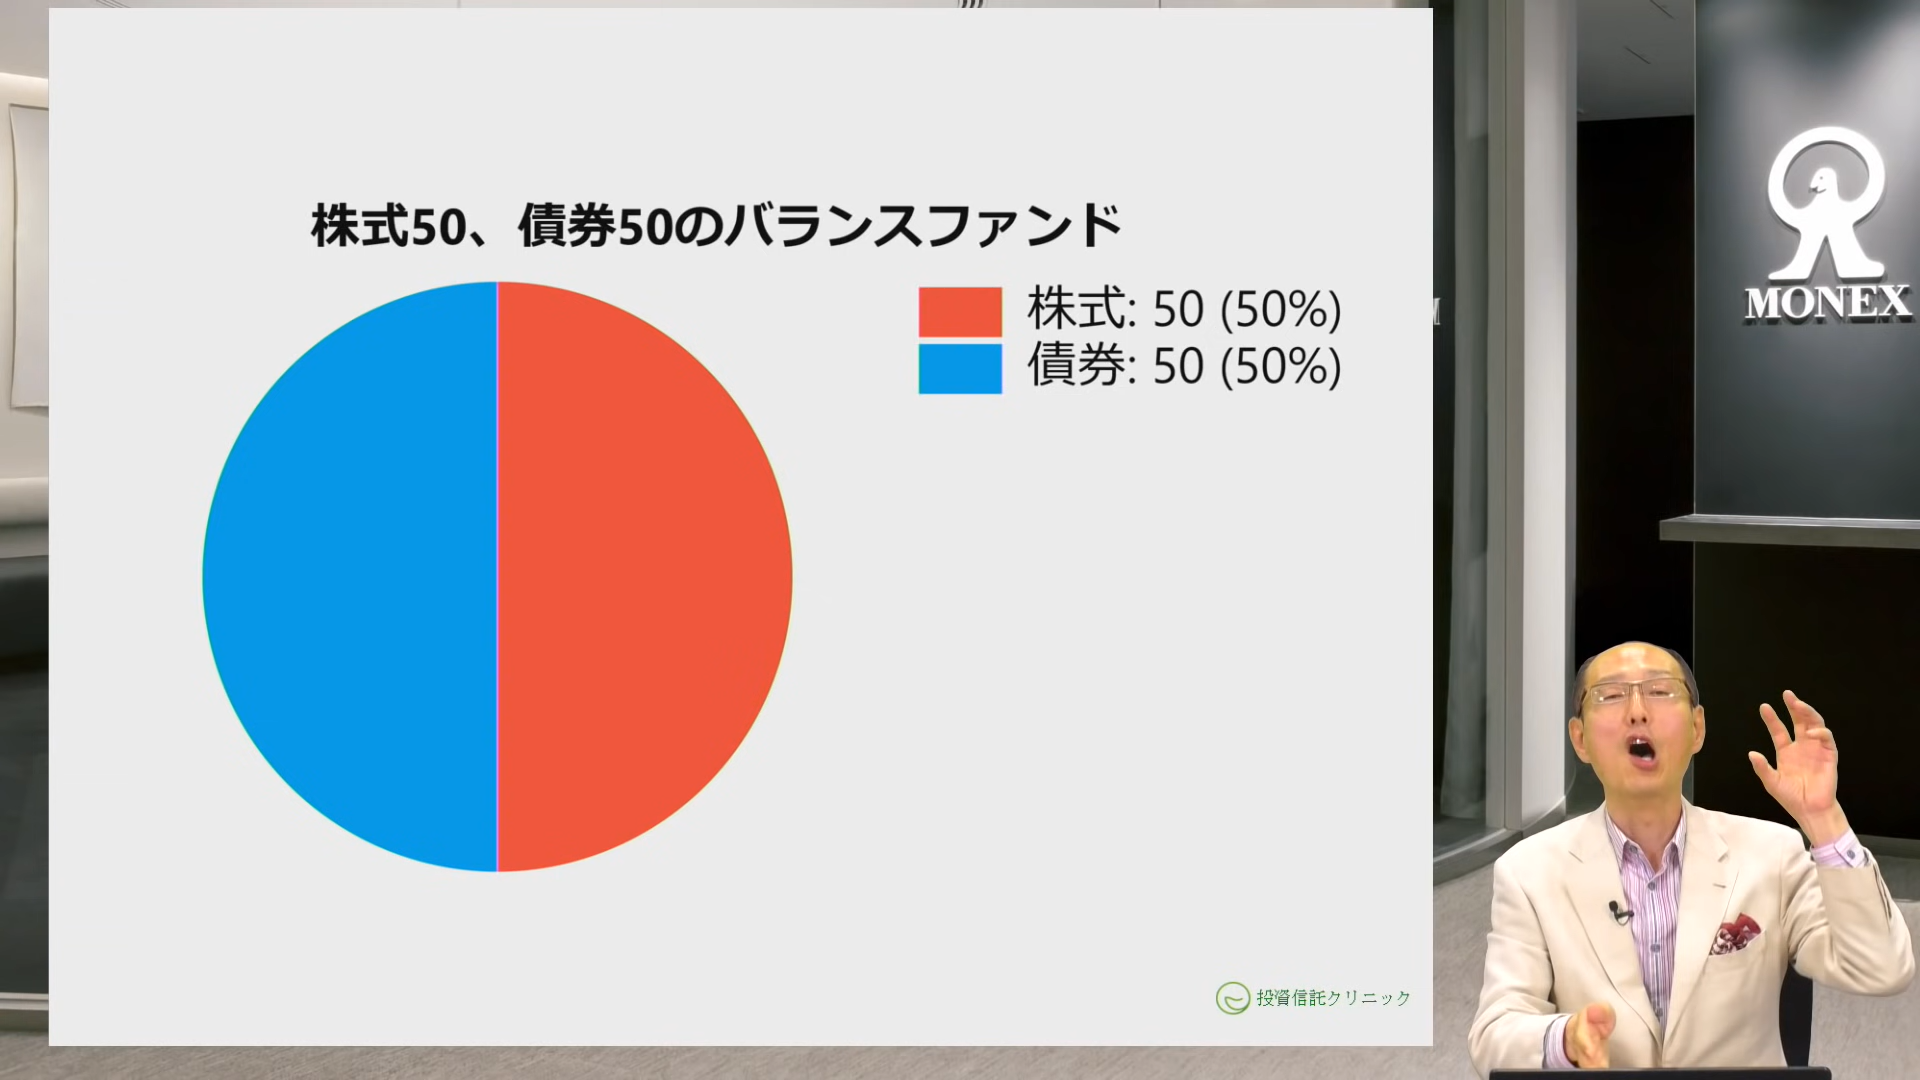 株式50、債券50のバランスファンド
株式: 50 (50%)
債券: 50 (50%)
MONEX
投資信託クリニック